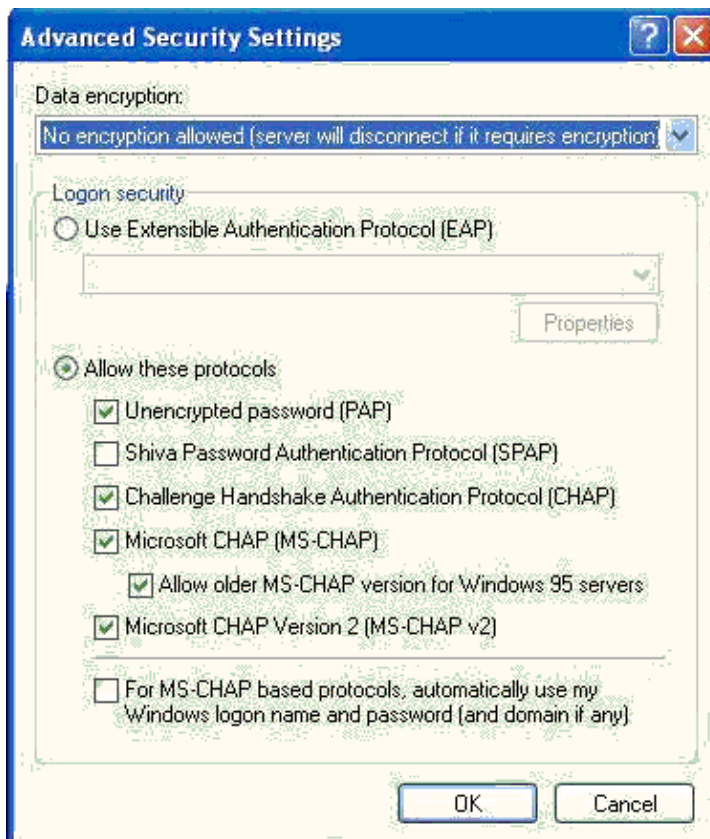 Advanced Security Settings
Data encryption:
No encryption allowed (server will disconnect if it requires encryption)
Logon security
Use Extensible Authentication Protocol (EAP)
Properties
Allow these protocols
Unencrypted password (PAP)
Shiva Password Authentication Protocol (SPAP)
Challenge Handshake Authentication Protocol (CHAP)
Microsoft CHAP (MS-CHAP)
Allow older MS-CHAP version for Windows 95 servers
Microsoft CHAP Version 2 (MS-CHAP v2)
For MS-CHAP based protocols, automatically use my
Windows logon name and password (and domain if any)
OK Cancel